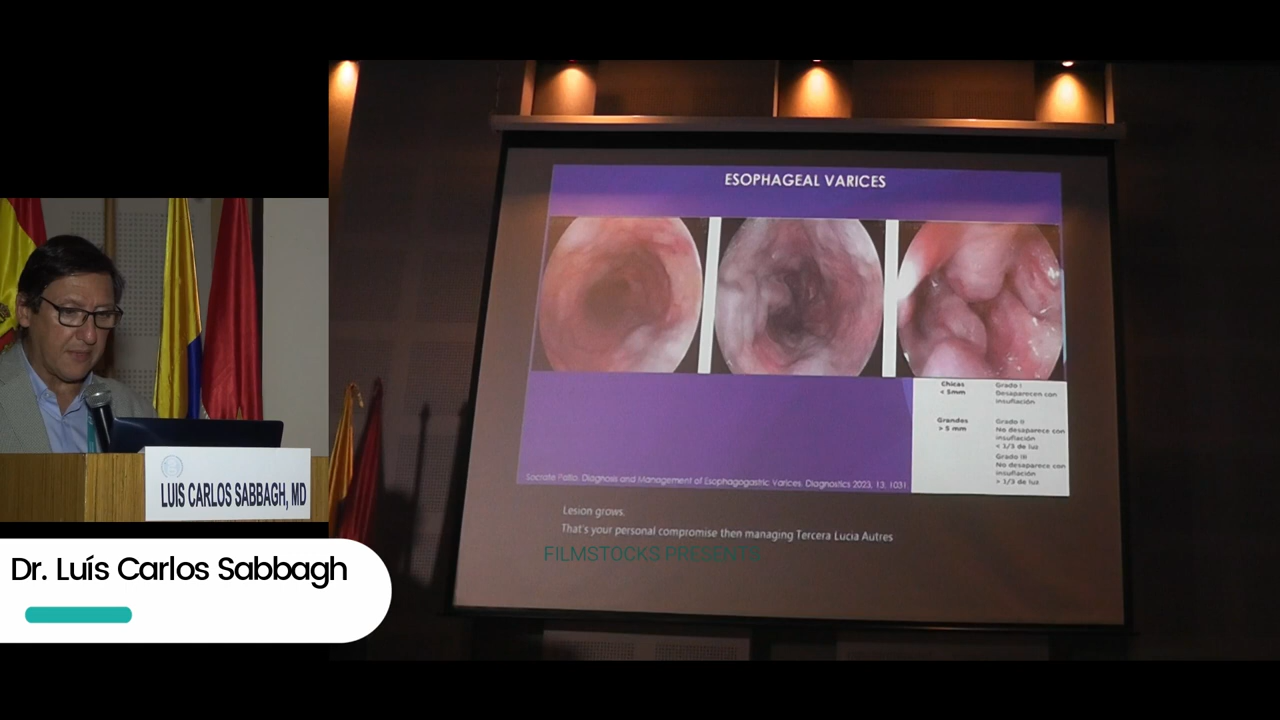 ESOPHAGEAL VARICES
Chicas
< 5mm
Grado I
Desaparecen con
insuflación
Grandes
> 5 mm
Grado II
No desaparece con
insuflación
< 1/3 de luz
Grado III
No desaparece con
insuflación
> 1/3 de luz
Socrate Pallio. Diagnosis and Management of Esophagogastric Varices. Diagnostics 2023, 13, 1031
Lesion grows.
That's your personal compromise then managing Tercera Lucia Autres
FILMSTOCKS PRESENTS
LUIS CARLOS SABBAGH, MD
Dr. Luís Carlos Sabbagh